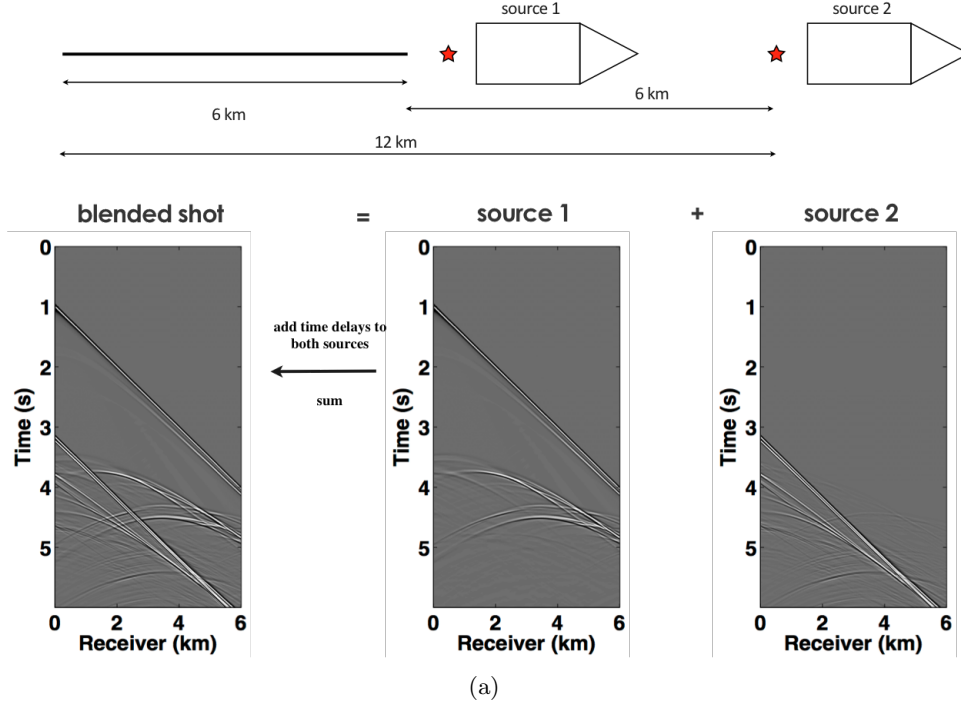 source 1
source 2
6 km
6 km
12 km
blended shot = source 1 + source 2
0
1
2
3
4
5
Time (s)
0 2 4 6
Receiver (km)
add time delays to
both sources
sum
0
1
2
3
4
5
Time (s)
0 2 4 6
Receiver (km)
0
1
2
3
4
5
Time (s)
0 2 4 6
Receiver (km)
(a)